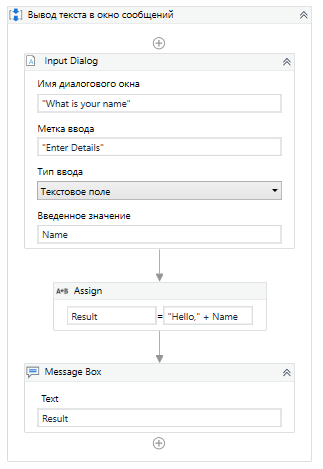 Вывод текста в окно сообщений
Input Dialog
Имя диалогового окна
"What is your name"
Метка ввода
"Enter Details"
Тип ввода
Текстовое поле
Введенное значение
Name
A+B Assign
Result = "Hello," + Name
Message Box
Text
Result